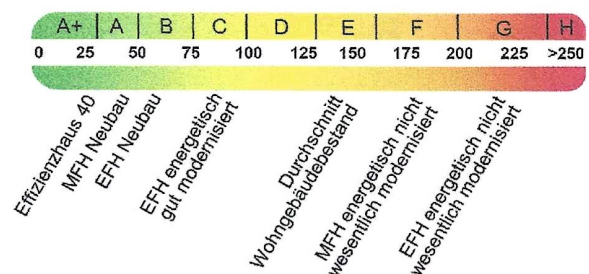 A+ A B C D E F G H
0 25 50 75 100 125 150 175 200 225 >250
Effizienzhaus 40
MFH Neubau
EFH Neubau
EFH energetisch
gut modernisiert
Durchschnitt
Wohngebäudebestand
MFH energetisch nicht
wesentlich modernisiert
EFH energetisch nicht
wesentlich modernisiert